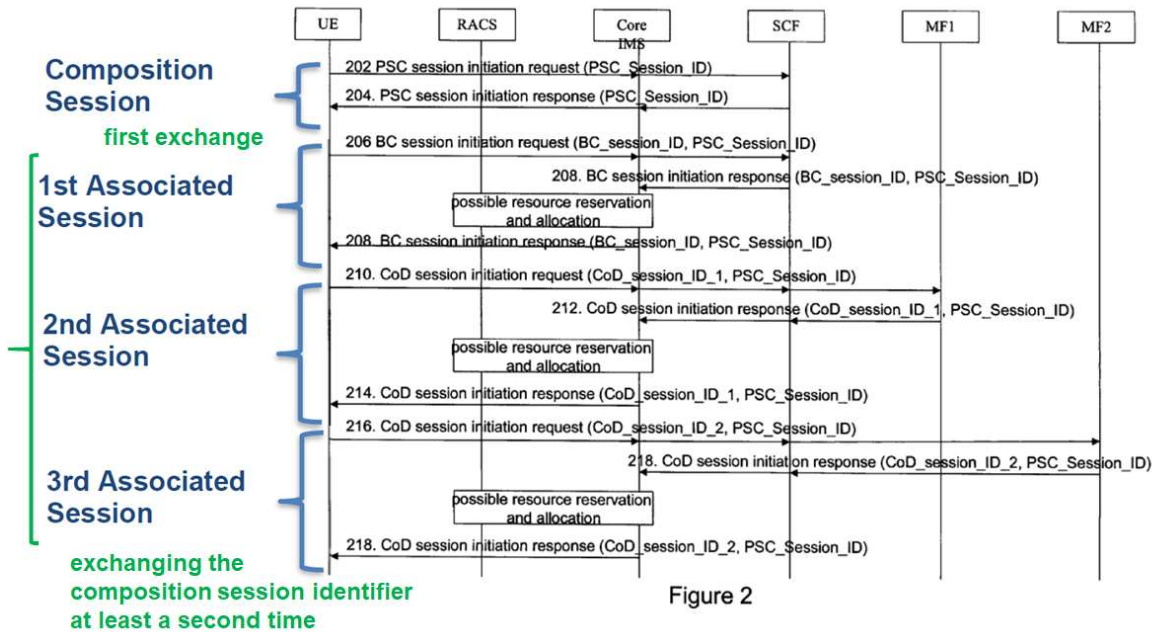 UE RACS Core IMS SCF MF1 MF2
Composition
Session
first exchange
202 PSC session initiation request (PSC_Session_ID)
204. PSC session initiation response (PSC_Session_ID)
206 BC session initiation request (BC_session_ID, PSC_Session_ID)
1st Associated
Session
208. BC session initiation response (BC_session_ID, PSC_Session_ID)
possible resource reservation
and allocation
208. BC session initiation response (BC_session_ID, PSC_Session_ID)
210. CoD session initiation request (CoD_session_ID_1, PSC_Session_ID)
2nd Associated
Session
212. CoD session initiation response (CoD_session_ID_1, PSC_Session_ID)
possible resource reservation
and allocation
214. CoD session initiation response (CoD_session_ID_1, PSC_Session_ID)
216. CoD session initiation request (CoD_session_ID_2, PSC_Session_ID)
3rd Associated
Session
218. CoD session initiation response (CoD_session_ID_2, PSC_Session_ID)
possible resource reservation
and allocation
218. CoD session initiation response (CoD_session_ID_2, PSC_Session_ID)
exchanging the
composition session identifier
at least a second time
Figure 2